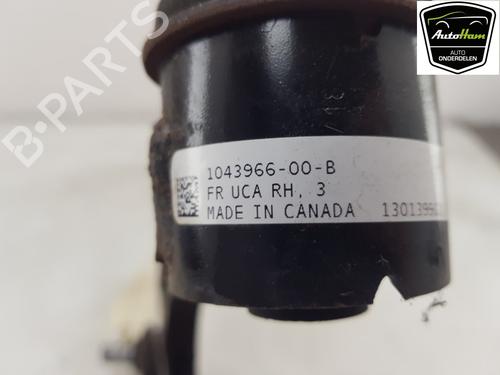 AutoHam
AUTO
ONDERDELEN
B-PARTS
1043966-00-B
FR UCA RH, 3
MADE IN CANADA